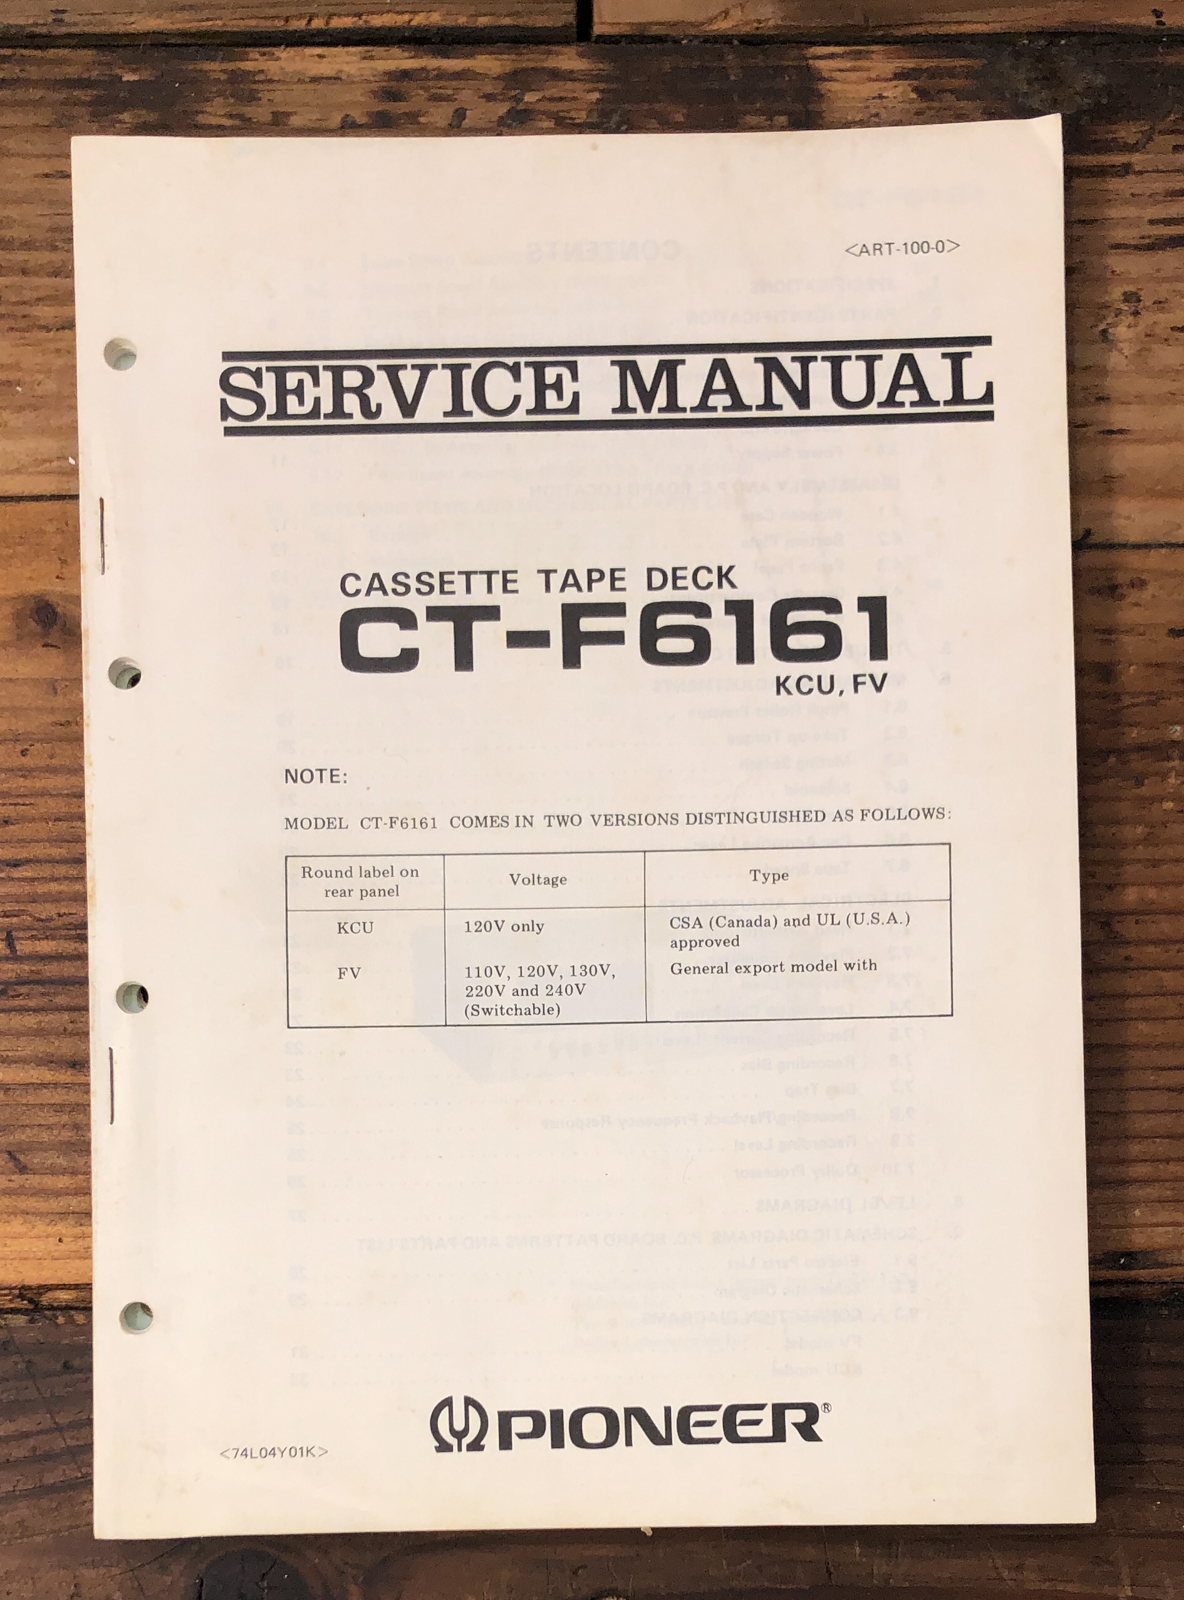 <ART-100-0>
SERVICE MANUAL
CASSETTE TAPE DECK
CT-F6161
KCU, FV
NOTE:
MODEL CT-F6161 COMES IN TWO VERSIONS DISTINGUISHED AS FOLLOWS:
Round label on
rear panel
Voltage
Type
KCU
120V only
CSA (Canada) and UL (U.S.A.)
approved
FV
110V, 120V, 130V,
220V and 240V
(Switchable)
General export model with
PIONEER®
<74L04Y01K>